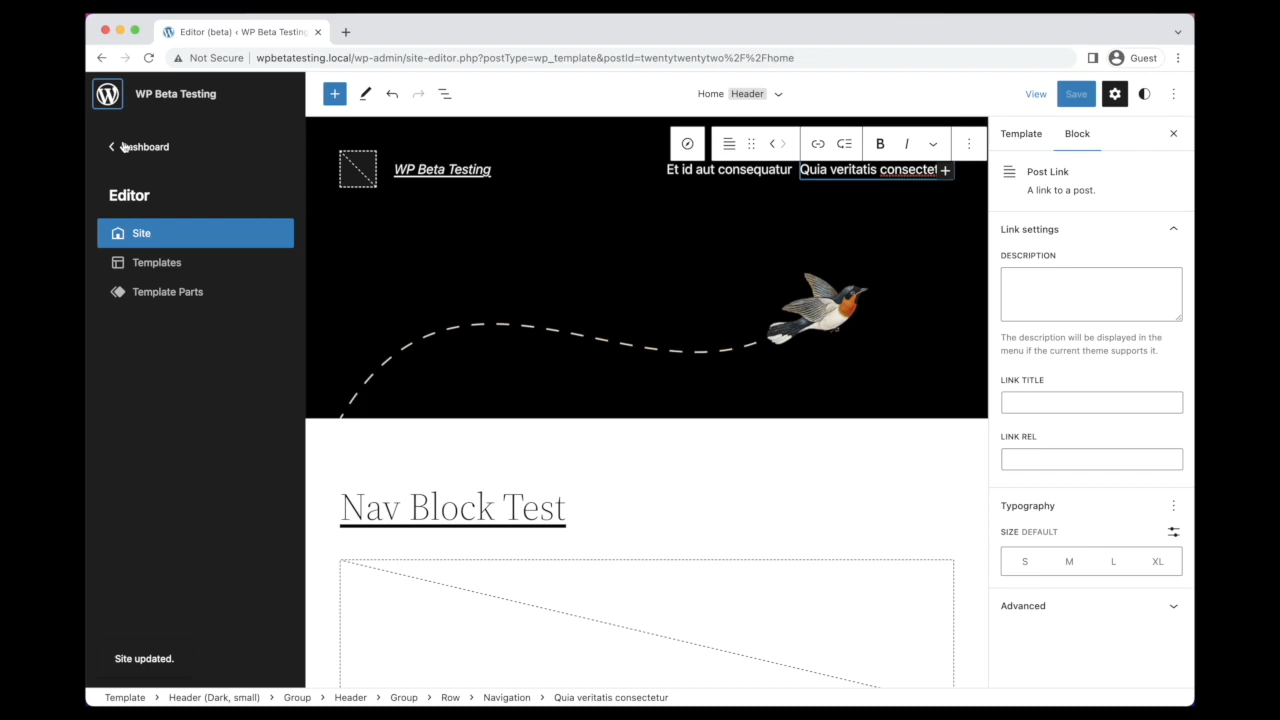 Editor (beta) ‹ WP Beta Testing
Not Secure
wpbetatesting.local/wp-admin/site-editor.php?postType=wp_template&postId=twentytwentytwo%2F%2Fhome
Guest
WP Beta Testing
Home Header
View
Save
Dashboard
Editor
Site
Templates
Template Parts
Site updated.
B I
WP Beta Testing
Et id aut consequatur
Quia veritatis consectet
Nav Block Test
Template
Block
Post Link
A link to a post.
Link settings
DESCRIPTION
The description will be displayed in the
menu if the current theme supports it.
LINK TITLE
LINK REL
Typography
SIZE DEFAULT
S M L XL
Advanced
Template > Header (Dark, small) > Group > Header > Group > Row > Navigation > Quia veritatis consectetur